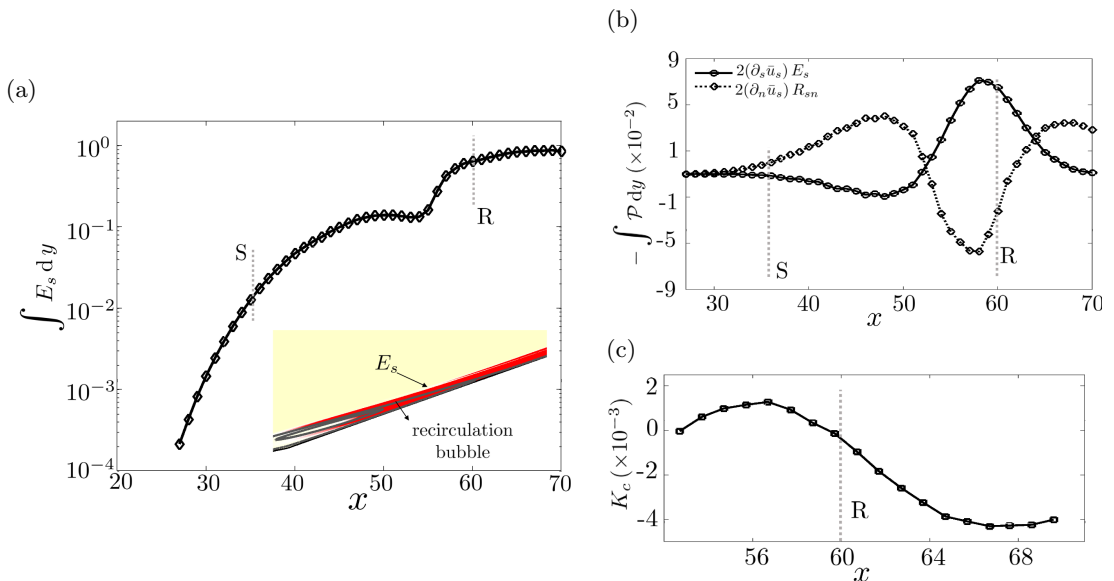 (a)
∫ E_s d y
10^0
10^{-1}
10^{-2}
10^{-3}
10^{-4}
20 30 40 50 60 70
x
S
R
E_s
recirculation
bubble
(b)
− ∫ 𝒫 dy (×10^{-2})
9
5
1
-1
-5
-9
2(∂_s ū_s) E_s
2(∂_n ū_s) R_{sn}
S
R
30 40 50 60 70
x
(c)
K_c (×10^{-3})
2
0
-2
-4
R
56 60 64 68
x